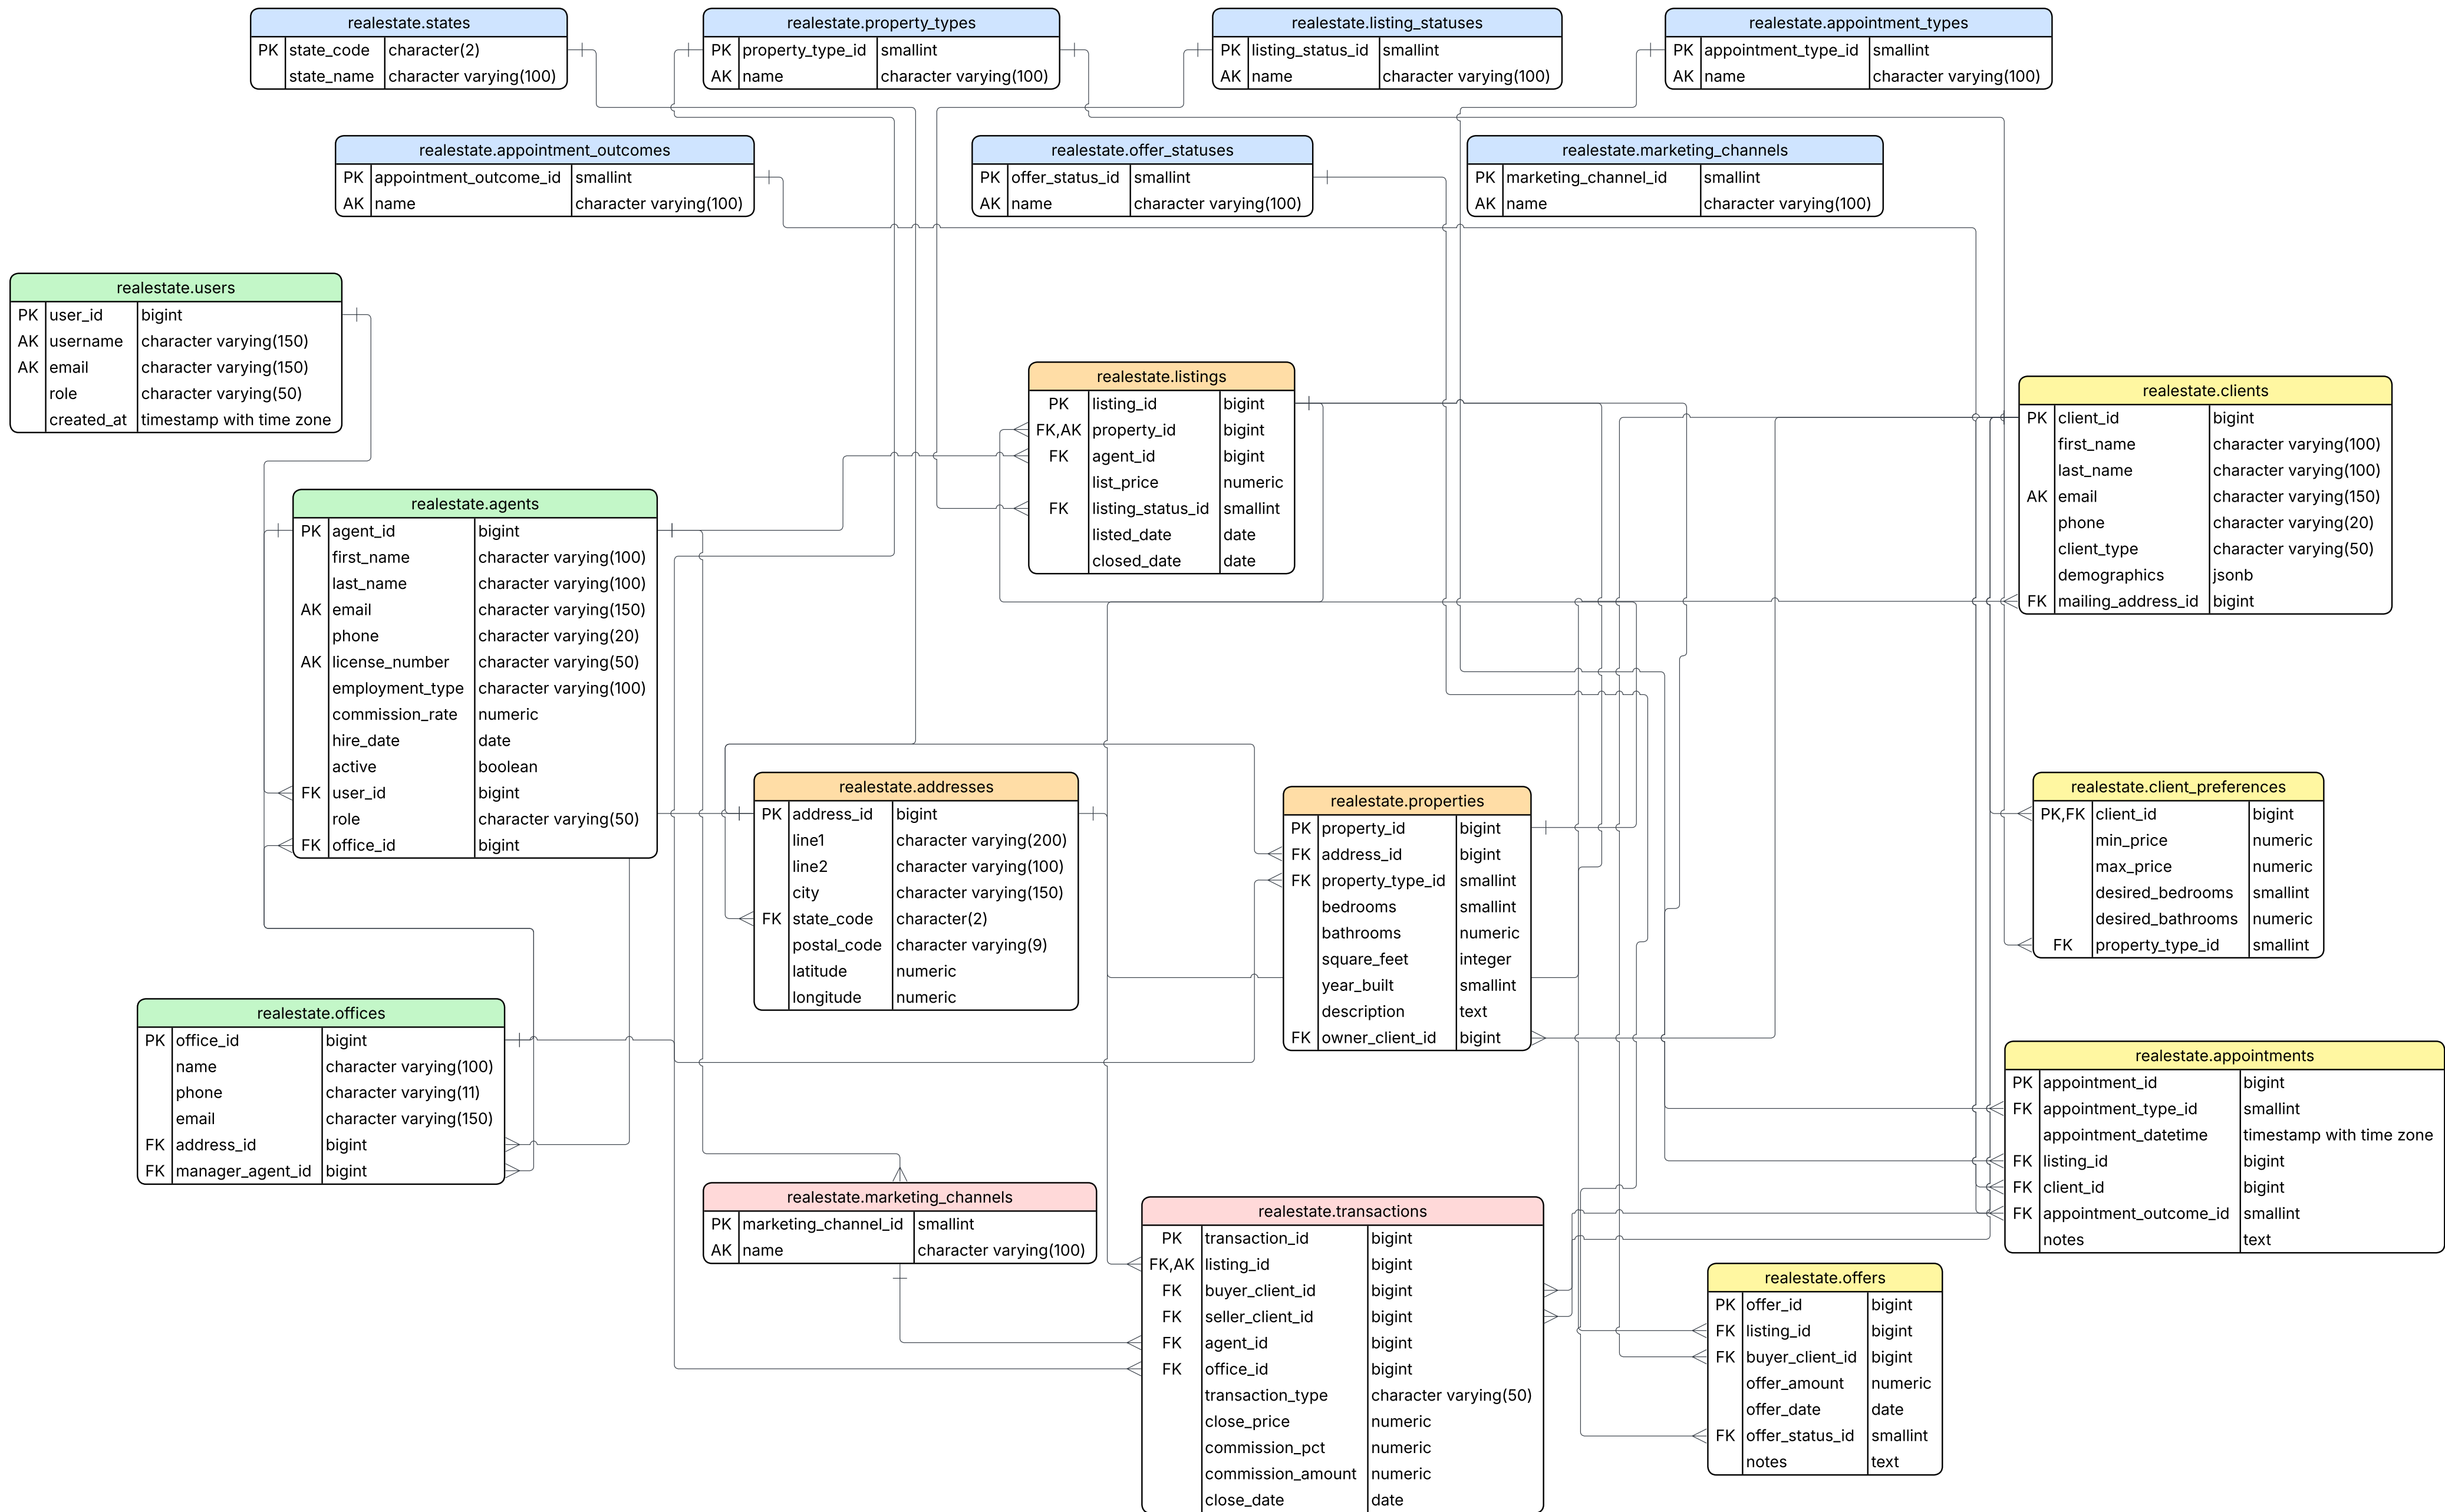 realestate.states
PK state_code character(2)
state_name character varying(100)
realestate.property_types
PK property_type_id smallint
AK name character varying(100)
realestate.listing_statuses
PK listing_status_id smallint
AK name character varying(100)
realestate.appointment_types
PK appointment_type_id smallint
AK name character varying(100)
realestate.appointment_outcomes
PK appointment_outcome_id smallint
AK name character varying(100)
realestate.offer_statuses
PK offer_status_id smallint
AK name character varying(100)
realestate.marketing_channels
PK marketing_channel_id smallint
AK name character varying(100)
realestate.users
PK user_id bigint
AK username character varying(150)
AK email character varying(150)
role character varying(50)
created_at timestamp with time zone
realestate.listings
PK listing_id bigint
FK,AK property_id bigint
FK agent_id bigint
list_price numeric
FK listing_status_id smallint
listed_date date
closed_date date
realestate.clients
PK client_id bigint
first_name character varying(100)
last_name character varying(100)
AK email character varying(150)
phone character varying(20)
client_type character varying(50)
demographics jsonb
FK mailing_address_id bigint
realestate.agents
PK agent_id bigint
first_name character varying(100)
last_name character varying(100)
AK email character varying(150)
phone character varying(20)
AK license_number character varying(50)
employment_type character varying(100)
commission_rate numeric
hire_date date
active boolean
FK user_id bigint
role character varying(50)
FK office_id bigint
realestate.addresses
PK address_id bigint
line1 character varying(200)
line2 character varying(100)
city character varying(150)
FK state_code character(2)
postal_code character varying(9)
latitude numeric
longitude numeric
realestate.properties
PK property_id bigint
FK address_id bigint
FK property_type_id smallint
bedrooms smallint
bathrooms numeric
square_feet integer
year_built smallint
description text
FK owner_client_id bigint
realestate.client_preferences
PK,FK client_id bigint
min_price numeric
max_price numeric
desired_bedrooms smallint
desired_bathrooms numeric
FK property_type_id smallint
realestate.offices
PK office_id bigint
name character varying(100)
phone character varying(11)
email character varying(150)
FK address_id bigint
FK manager_agent_id bigint
realestate.appointments
PK appointment_id bigint
FK appointment_type_id smallint
appointment_datetime timestamp with time zone
FK listing_id bigint
FK client_id bigint
FK appointment_outcome_id smallint
notes text
realestate.marketing_channels
PK marketing_channel_id smallint
AK name character varying(100)
realestate.transactions
PK transaction_id bigint
FK,AK listing_id bigint
FK buyer_client_id bigint
FK seller_client_id bigint
FK agent_id bigint
FK office_id bigint
transaction_type character varying(50)
close_price numeric
commission_pct numeric
commission_amount numeric
close_date date
realestate.offers
PK offer_id bigint
FK listing_id bigint
FK buyer_client_id bigint
offer_amount numeric
offer_date date
FK offer_status_id smallint
notes text